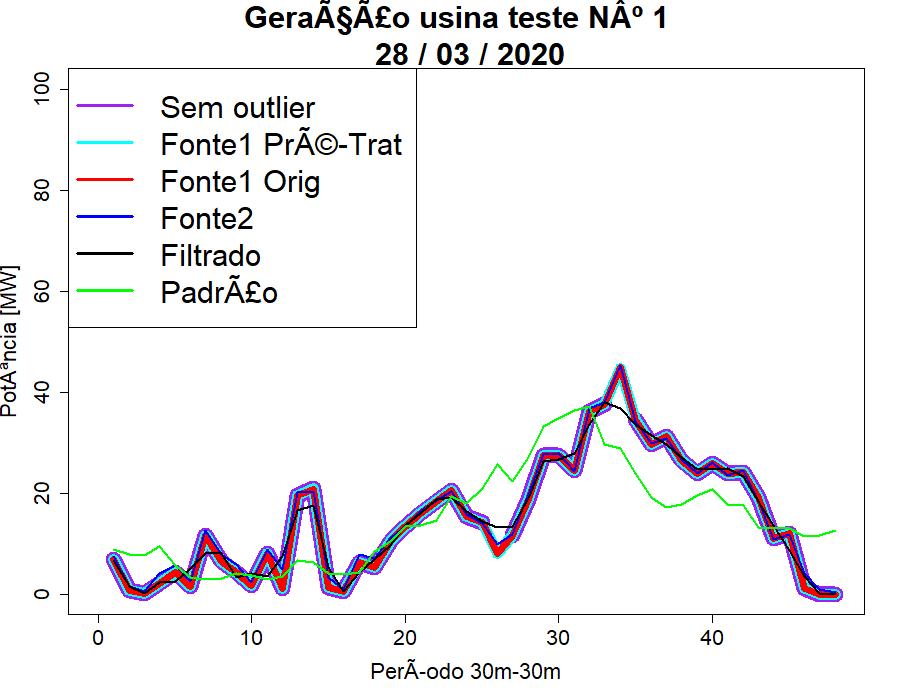 GeraÃ§Ã£o usina teste NÂº 1
28 / 03 / 2020
Sem outlier
Fonte1 PrÃ©-Trat
Fonte1 Orig
Fonte2
Filtrado
PadrÃ£o
PotÃªncia [MW]
100
80
60
40
20
0
0 10 20 30 40
PerÃ-odo 30m-30m